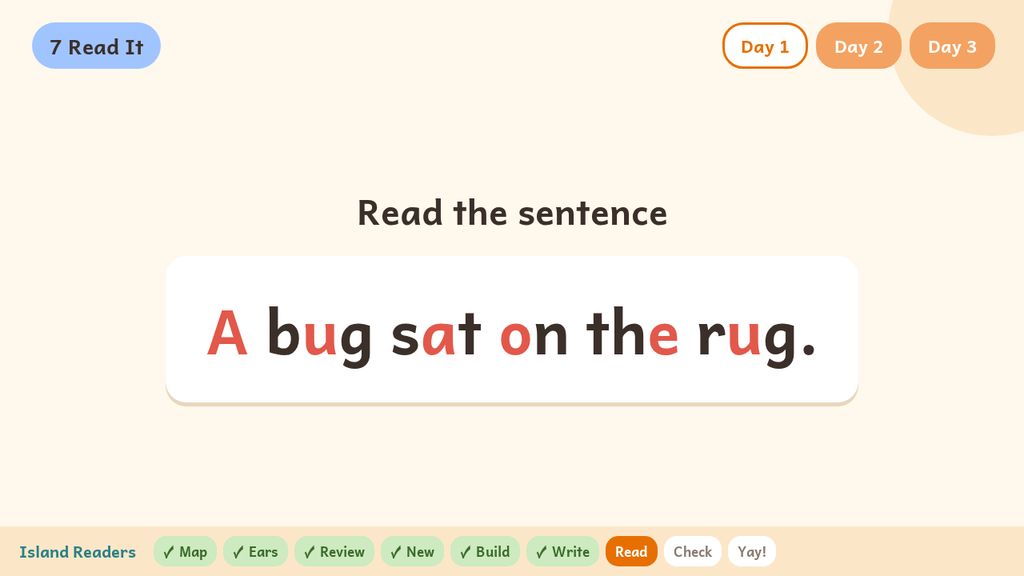 7 Read It
Day 1 Day 2 Day 3
Read the sentence
A bug sat on the rug.
Island Readers ✓ Map ✓ Ears ✓ Review ✓ New ✓ Build ✓ Write Read Check Yay!